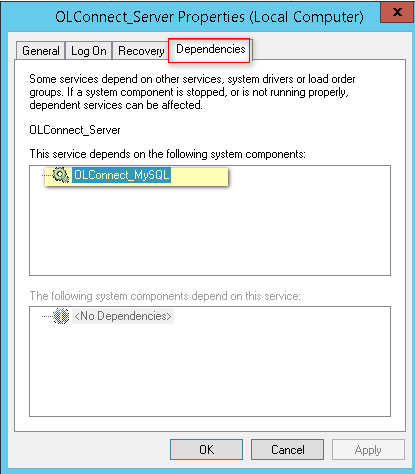 OLConnect_Server Properties (Local Computer)
x
General Log On Recovery Dependencies
Some services depend on other services, system drivers or load order
groups. If a system component is stopped, or is not running properly,
dependent services can be affected.
OLConnect_Server
This service depends on the following system components:
OLConnect_MySQL
The following system components depend on this service:
<No Dependencies>
OK Cancel Apply